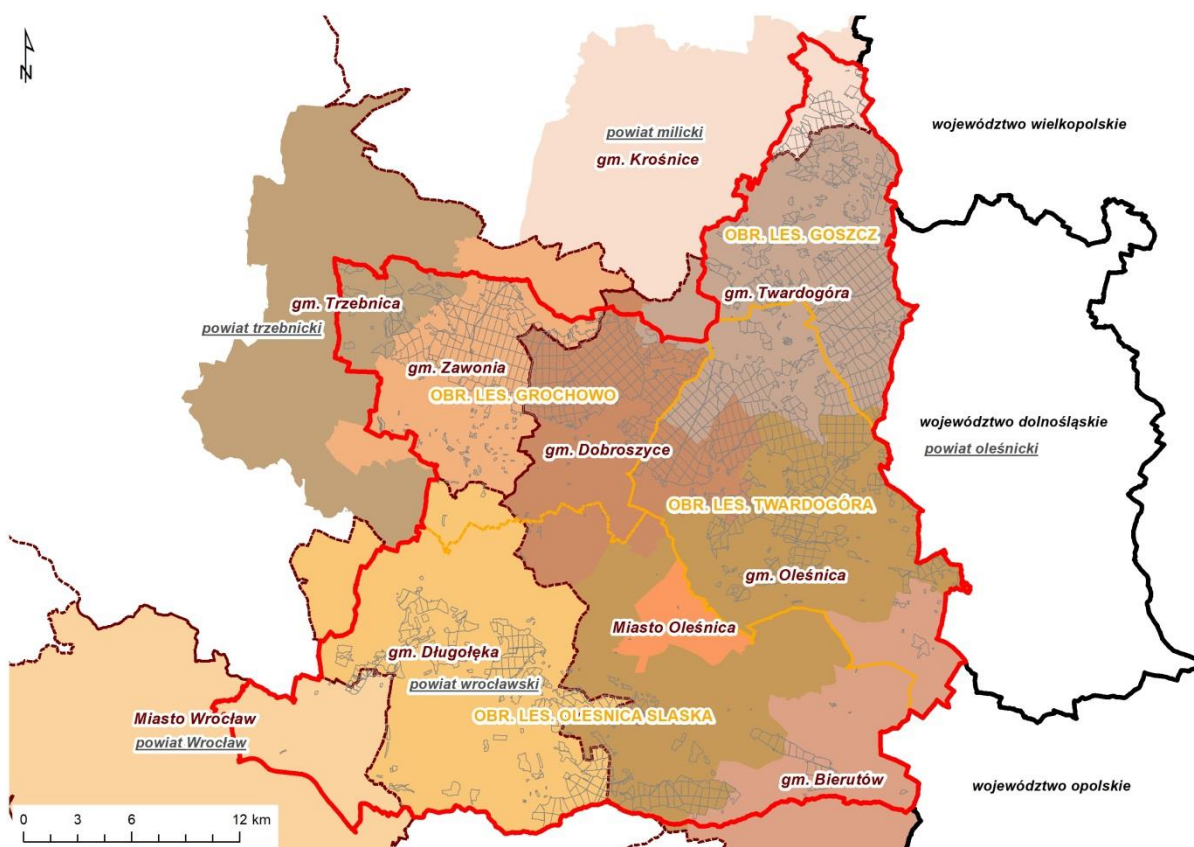 N
województwo wielkopolskie
powiat milicki
gm. Krośnice
OBR. LES. GOSZCZ
gm. Trzebnica
powiat trzebnicki
gm. Twardogóra
gm. Zawonia
OBR. LES. GROCHOWO
województwo dolnośląskie
powiat oleśnicki
gm. Dobroszyce
OBR. LES. TWARDOGÓRA
gm. Oleśnica
Miasto Oleśnica
gm. Długołęka
powiat wrocławski
Miasto Wrocław
powiat Wrocław
OBR. LES. OLESNICA SLASKA
gm. Bierutów
województwo opolskie
0 3 6 12 km